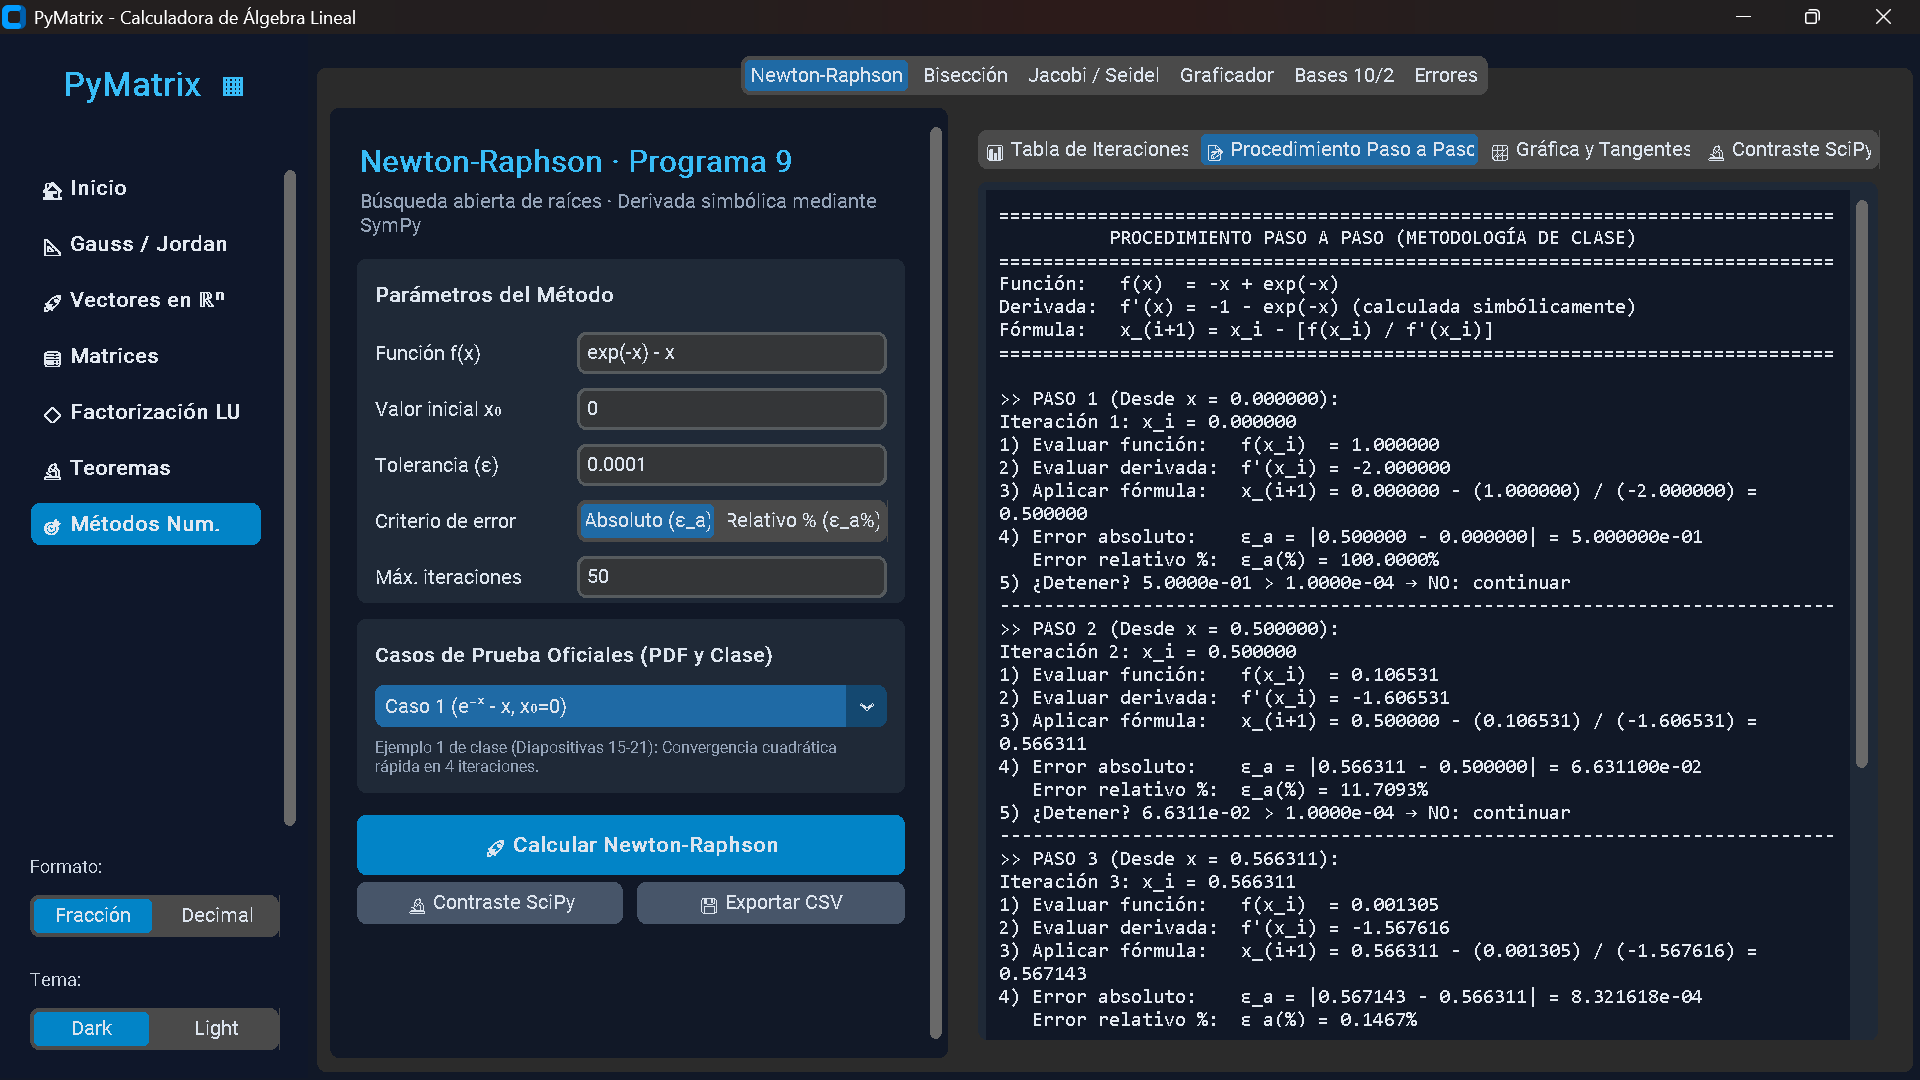 PyMatrix - Calculadora de Álgebra Lineal
PyMatrix
Inicio
Gauss / Jordan
Vectores en ℝⁿ
Matrices
Factorización LU
Teoremas
Métodos Num.
Formato:
Fracción Decimal
Tema:
Dark Light
Newton-Raphson Bisección Jacobi / Seidel Graficador Bases 10/2 Errores
Newton-Raphson · Programa 9
Búsqueda abierta de raíces · Derivada simbólica mediante
SymPy
Parámetros del Método
Función f(x) exp(-x) - x
Valor inicial x₀ 0
Tolerancia (ε) 0.0001
Criterio de error Absoluto (ε_a) Relativo % (ε_a%)
Máx. iteraciones 50
Casos de Prueba Oficiales (PDF y Clase)
Caso 1 (e⁻ˣ - x, x₀=0)
Ejemplo 1 de clase (Diapositivas 15-21): Convergencia cuadrática
rápida en 4 iteraciones.
Calcular Newton-Raphson
Contraste SciPy Exportar CSV
Tabla de Iteraciones Procedimiento Paso a Paso Gráfica y Tangentes Contraste SciPy
============================================================================
PROCEDIMIENTO PASO A PASO (METODOLOGÍA DE CLASE)
============================================================================
Función:   f(x)  = -x + exp(-x)
Derivada:  f'(x) = -1 - exp(-x) (calculada simbólicamente)
Fórmula:   x_(i+1) = x_i - [f(x_i) / f'(x_i)]
============================================================================
>> PASO 1 (Desde x = 0.000000):
Iteración 1: x_i = 0.000000
1) Evaluar función:   f(x_i)  = 1.000000
2) Evaluar derivada:  f'(x_i) = -2.000000
3) Aplicar fórmula:   x_(i+1) = 0.000000 - (1.000000) / (-2.000000) =
0.500000
4) Error absoluto:    ε_a = |0.500000 - 0.000000| = 5.000000e-01
Error relativo %:  ε_a(%) = 100.0000%
5) ¿Detener? 5.0000e-01 > 1.0000e-04 → NO: continuar
----------------------------------------------------------------------------
>> PASO 2 (Desde x = 0.500000):
Iteración 2: x_i = 0.500000
1) Evaluar función:   f(x_i)  = 0.106531
2) Evaluar derivada:  f'(x_i) = -1.606531
3) Aplicar fórmula:   x_(i+1) = 0.500000 - (0.106531) / (-1.606531) =
0.566311
4) Error absoluto:    ε_a = |0.566311 - 0.500000| = 6.631100e-02
Error relativo %:  ε_a(%) = 11.7093%
5) ¿Detener? 6.6311e-02 > 1.0000e-04 → NO: continuar
----------------------------------------------------------------------------
>> PASO 3 (Desde x = 0.566311):
Iteración 3: x_i = 0.566311
1) Evaluar función:   f(x_i)  = 0.001305
2) Evaluar derivada:  f'(x_i) = -1.567616
3) Aplicar fórmula:   x_(i+1) = 0.566311 - (0.001305) / (-1.567616) =
0.567143
4) Error absoluto:    ε_a = |0.567143 - 0.566311| = 8.321618e-04
Error relativo %:  ε_a(%) = 0.1467%